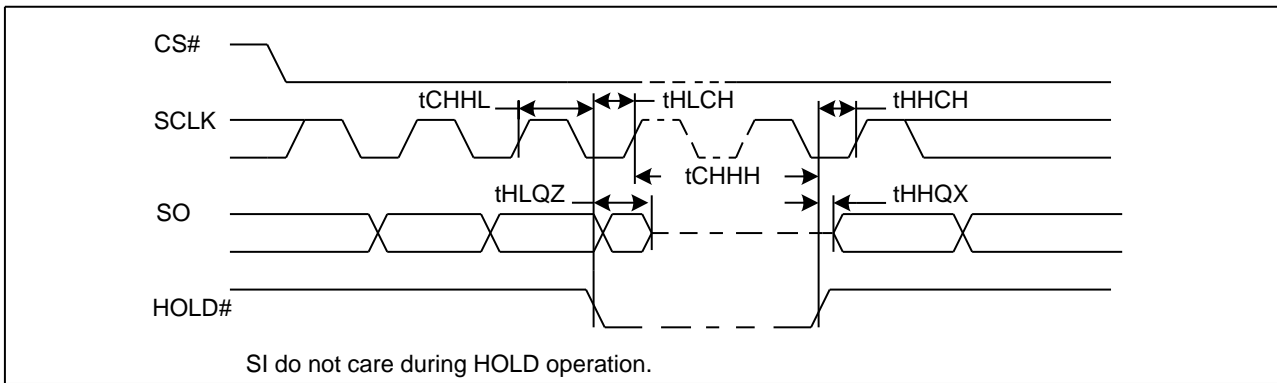 CS#
tCHHL
tHLCH
tHHCH
SCLK
tCHHH
tHLQZ
tHHQX
SO
HOLD#
SI do not care during HOLD operation.